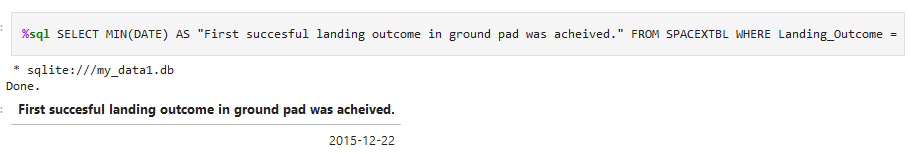 %sql SELECT MIN(DATE) AS "First succesful landing outcome in ground pad was acheived." FROM SPACEXTBL WHERE Landing_Outcome =
* sqlite:///my_data1.db
Done.
First succesful landing outcome in ground pad was acheived.
2015-12-22